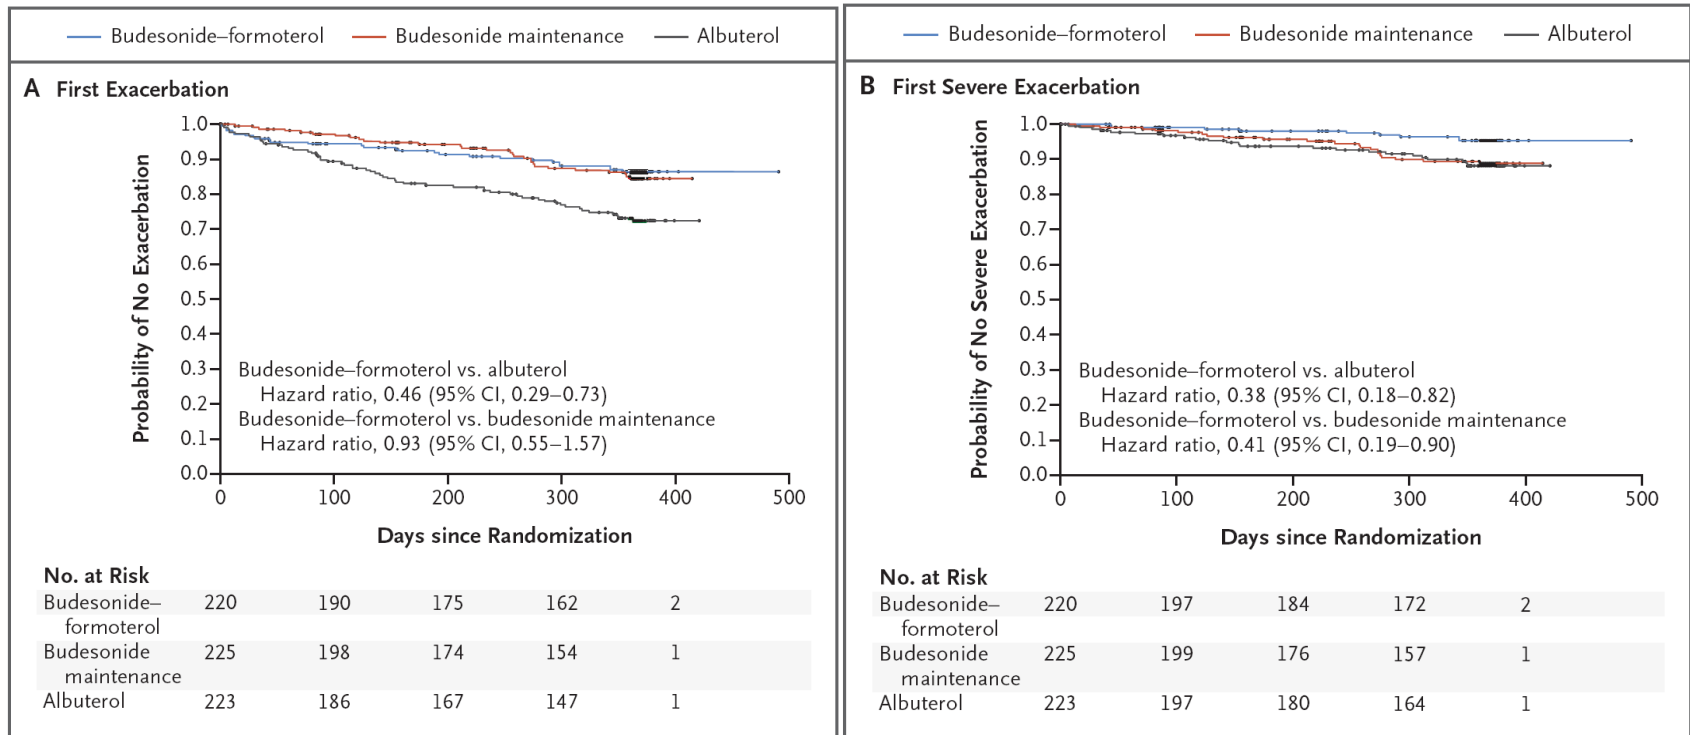 Budesonide–formoterol Budesonide maintenance Albuterol
A First Exacerbation
Probability of No Exacerbation
1.0
0.9
0.8
0.7
0.6
0.5
0.4
0.3
0.2
0.1
0.0
Budesonide–formoterol vs. albuterol
Hazard ratio, 0.46 (95% CI, 0.29–0.73)
Budesonide–formoterol vs. budesonide maintenance
Hazard ratio, 0.93 (95% CI, 0.55–1.57)
0 100 200 300 400 500
Days since Randomization
No. at Risk
Budesonide– 220 190 175 162 2
formoterol
Budesonide 225 198 174 154 1
maintenance
Albuterol 223 186 167 147 1
Budesonide–formoterol Budesonide maintenance Albuterol
B First Severe Exacerbation
Probability of No Severe Exacerbation
1.0
0.9
0.8
0.7
0.6
0.5
0.4
0.3
0.2
0.1
0.0
Budesonide–formoterol vs. albuterol
Hazard ratio, 0.38 (95% CI, 0.18–0.82)
Budesonide–formoterol vs. budesonide maintenance
Hazard ratio, 0.41 (95% CI, 0.19–0.90)
0 100 200 300 400 500
Days since Randomization
No. at Risk
Budesonide– 220 197 184 172 2
formoterol
Budesonide 225 199 176 157 1
maintenance
Albuterol 223 197 180 164 1